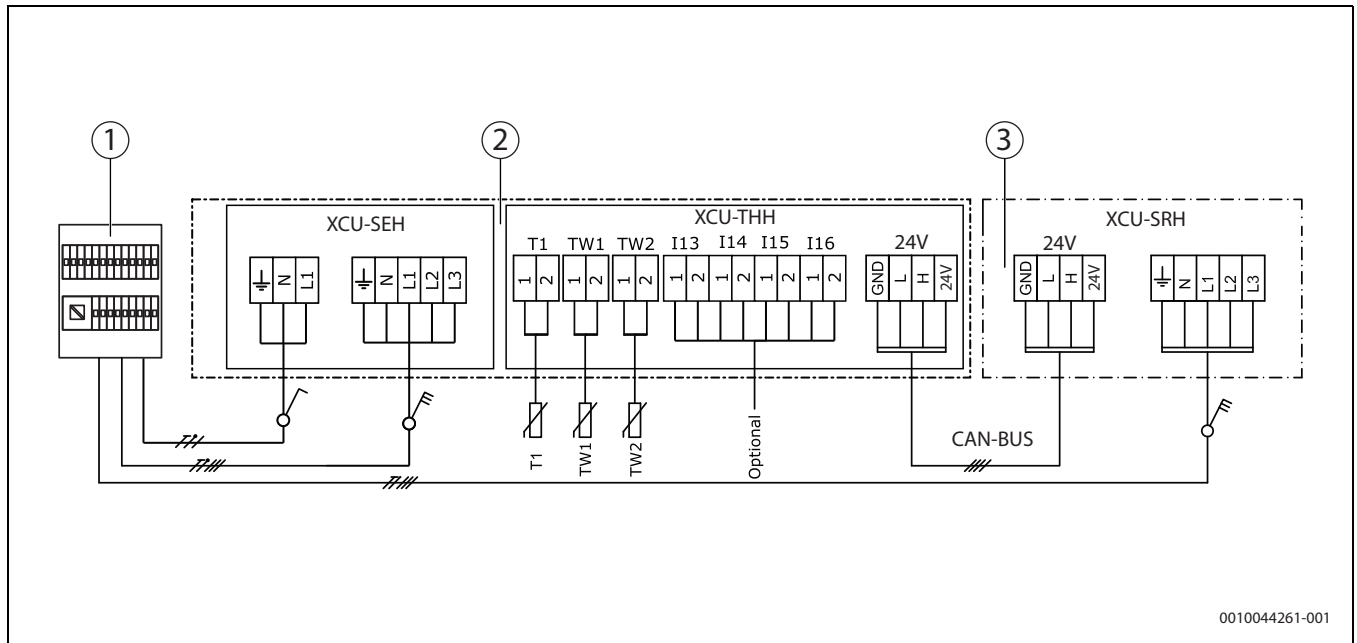 1 2 3
XCU-SEH XCU-THH XCU-SRH
T1 TW1 TW2 I13 I14 I15 I16 24V 24V
N L1
N L1 L2 L3
1 2 1 2 1 2 1 2 1 2 1 2 1 2
GND L H 24V
GND L H 24V
N L1 L2 L3
T1 TW1 TW2 Optional
CAN-BUS
0010044261-001